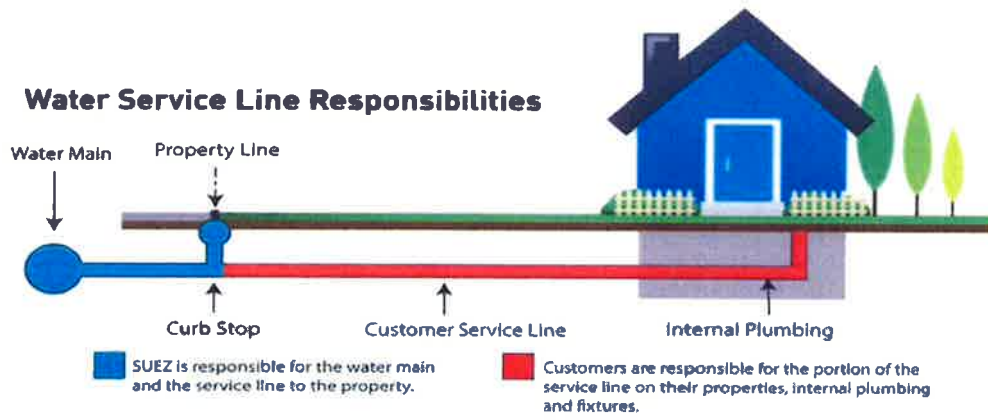 Water Service Line Responsibilities
Water Main
Property Line
Curb Stop
Customer Service Line
Internal Plumbing
SUEZ is responsible for the water main
and the service line to the property.
Customers are responsible for the portion of the
service line on their properties, internal plumbing
and fixtures.